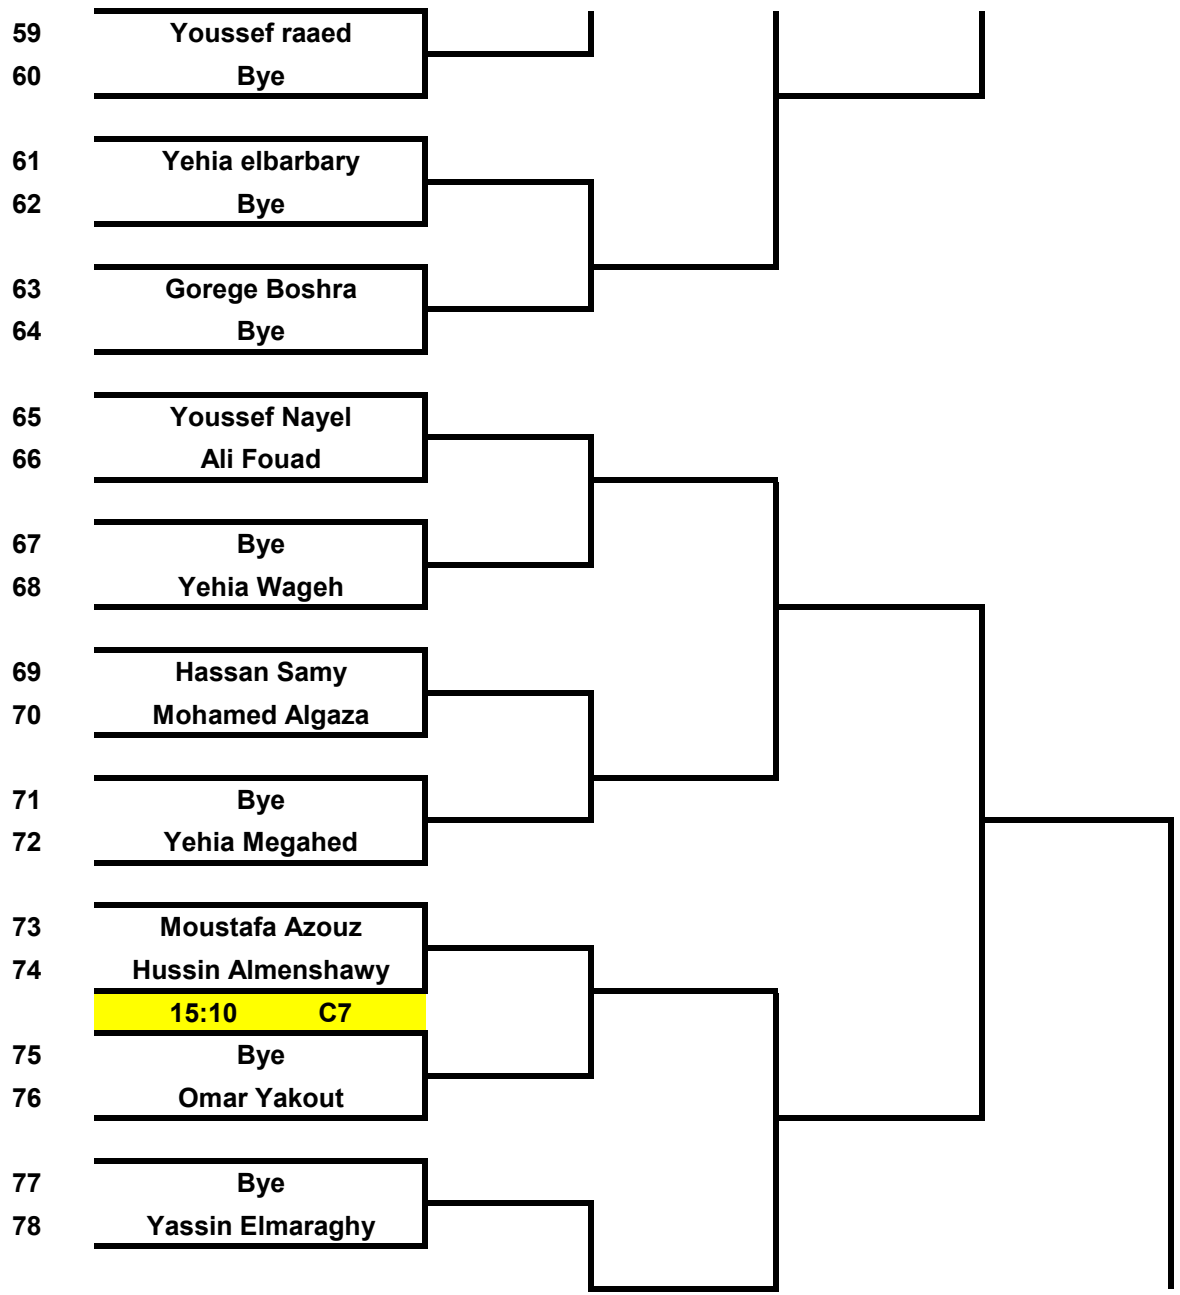 59 Youssef raaed
60 Bye
61 Yehia elbarbary
62 Bye
63 Gorege Boshra
64 Bye
65 Youssef Nayel
66 Ali Fouad
67 Bye
68 Yehia Wageh
69 Hassan Samy
70 Mohamed Algaza
71 Bye
72 Yehia Megahed
73 Moustafa Azouz
74 Hussin Almenshawy
15:10 C7
75 Bye
76 Omar Yakout
77 Bye
78 Yassin Elmaraghy